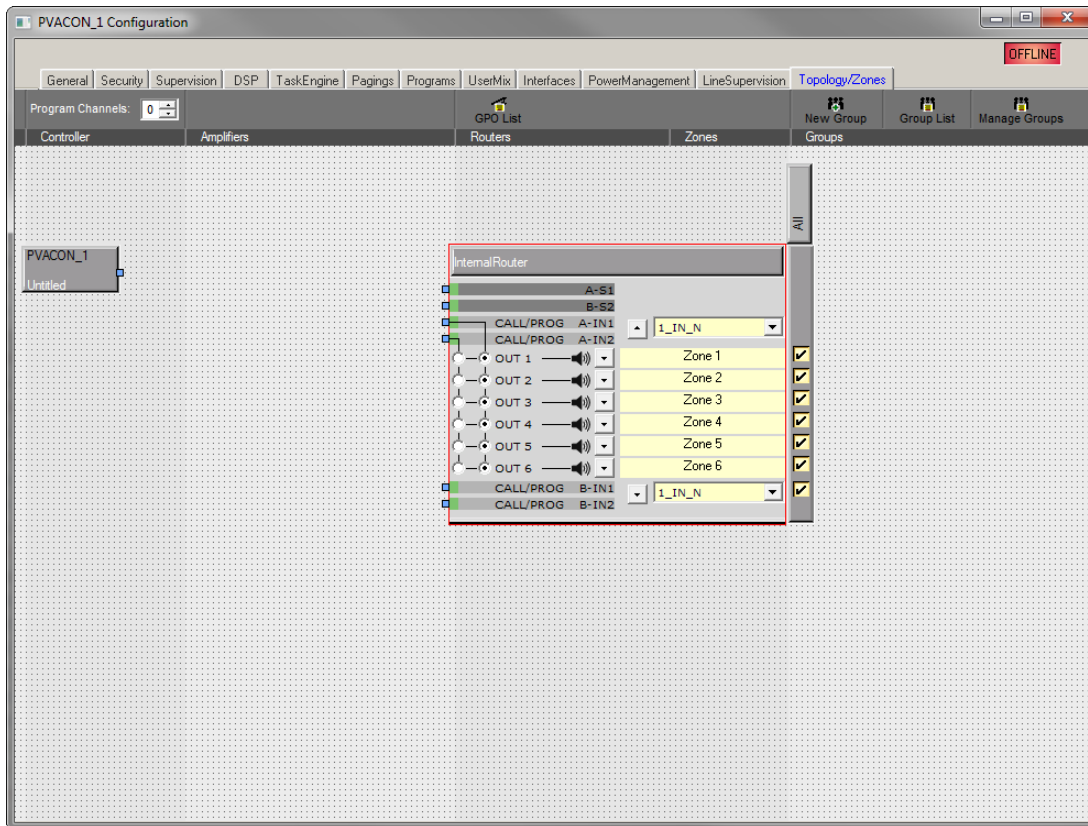 PVACON_1 Configuration
OFFLINE
General Security Supervision DSP TaskEngine Pagings Programs UserMix Interfaces PowerManagement LineSupervision Topology/Zones
Program Channels: 0 GPO List New Group Group List Manage Groups
Controller Amplifiers Routers Zones Groups
All
PVACON_1
Untitled
InternalRouter
A-S1
B-S2
CALL/PROG A-IN1 1_IN_N
CALL/PROG A-IN2
OUT 1 Zone 1
OUT 2 Zone 2
OUT 3 Zone 3
OUT 4 Zone 4
OUT 5 Zone 5
OUT 6 Zone 6
CALL/PROG B-IN1 1_IN_N
CALL/PROG B-IN2